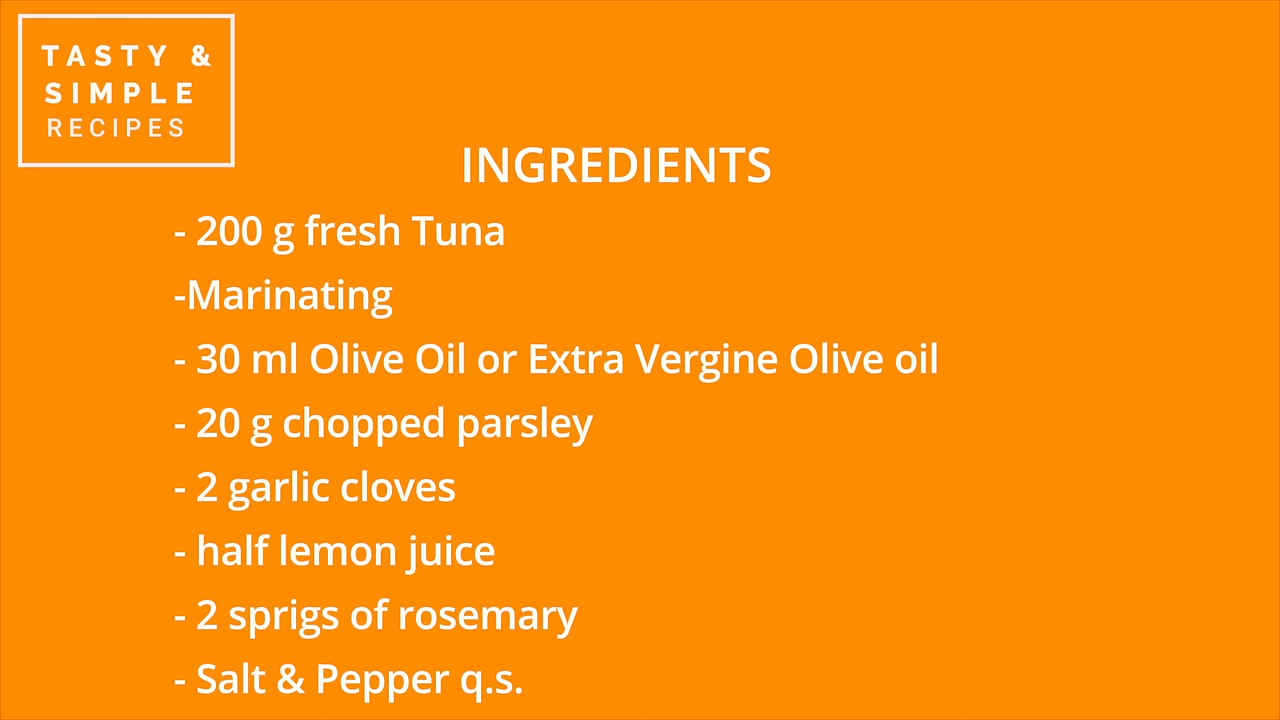 TASTY &
SIMPLE
RECIPES
INGREDIENTS
- 200 g fresh Tuna
-Marinating
- 30 ml Olive Oil or Extra Vergine Olive oil
- 20 g chopped parsley
- 2 garlic cloves
- half lemon juice
- 2 sprigs of rosemary
- Salt & Pepper q.s.